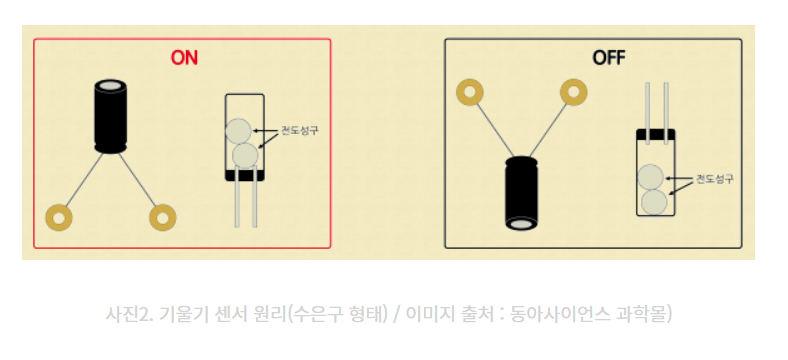 ON
전도성구
OFF
전도성구
사진2. 기울기 센서 원리(수은구 형태) / 이미지 출처 : 동아사이언스 과학몰)